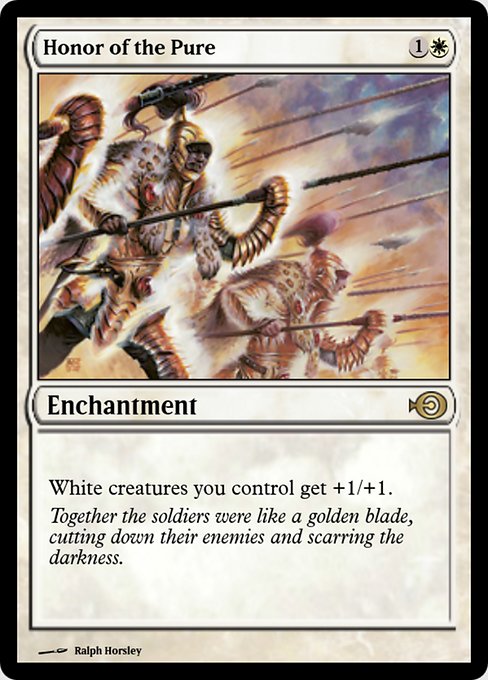 Honor of the Pure 1
Enchantment
White creatures you control get +1/+1.
Together the soldiers were like a golden blade,
cutting down their enemies and scarring the
darkness.
Ralph Horsley